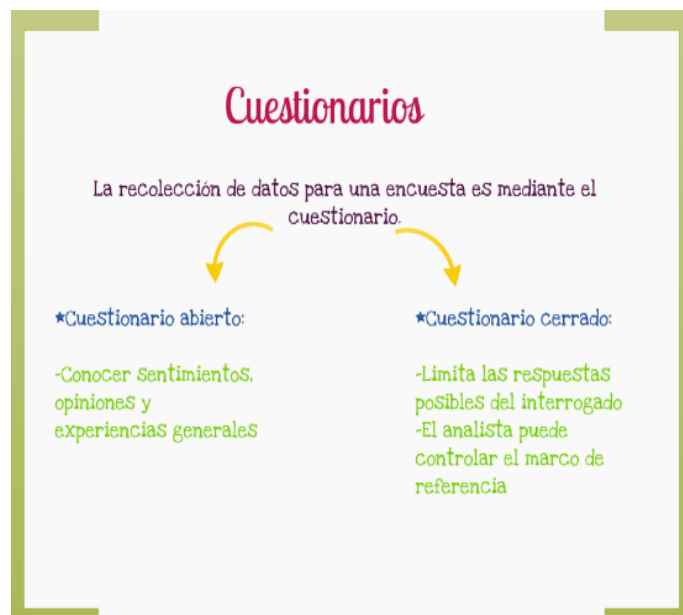 Cuestionarios
La recolección de datos para una encuesta es mediante el
cuestionario.
★Cuestionario abierto:
-Conocer sentimientos,
opiniones y
experiencias generales
★Cuestionario cerrado:
-Limita las respuestas
posibles del interrogado
-El analista puede
controlar el marco de
referencia